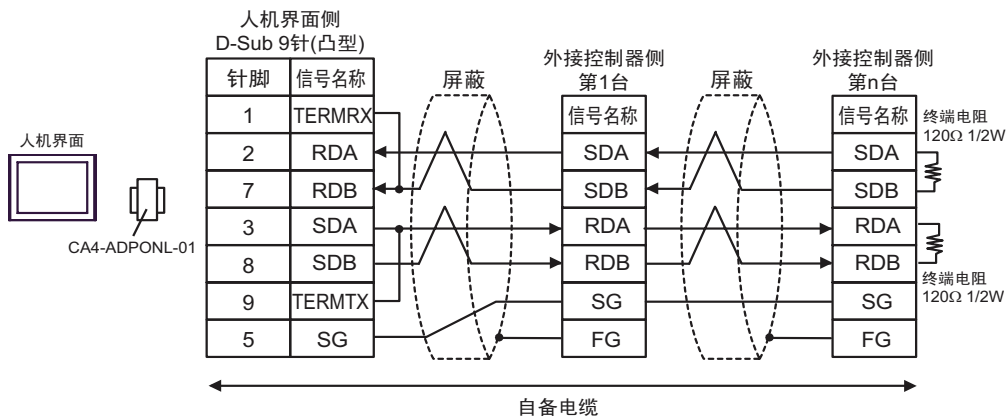 人机界面侧
D-Sub 9针(凸型)
外接控制器侧
第1台
外接控制器侧
第n台
针脚 信号名称 屏蔽 信号名称 屏蔽 信号名称
终端电阻
120Ω 1/2W
人机界面
CA4-ADPONL-01
1 TERMRX
2 RDA SDA SDA
7 RDB SDB SDB
3 SDA RDA RDA
8 SDB RDB RDB
9 TERMTX SG SG
5 SG FG FG
终端电阻
120Ω 1/2W
自备电缆